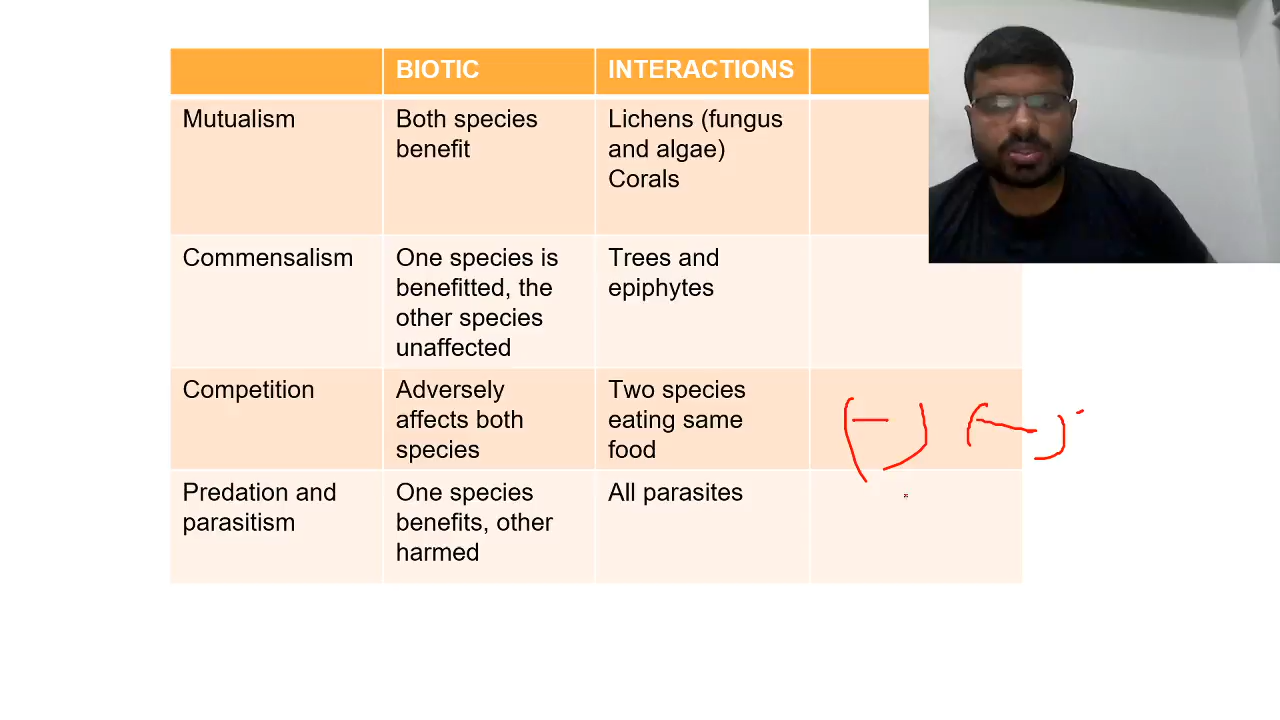 BIOTIC INTERACTIONS
Mutualism
Both species
benefit
Lichens (fungus
and algae)
Corals
Commensalism
One species is
benefitted, the
other species
unaffected
Trees and
epiphytes
Competition
Adversely
affects both
species
Two species
eating same
food
(-) (-)
Predation and
parasitism
One species
benefits, other
harmed
All parasites